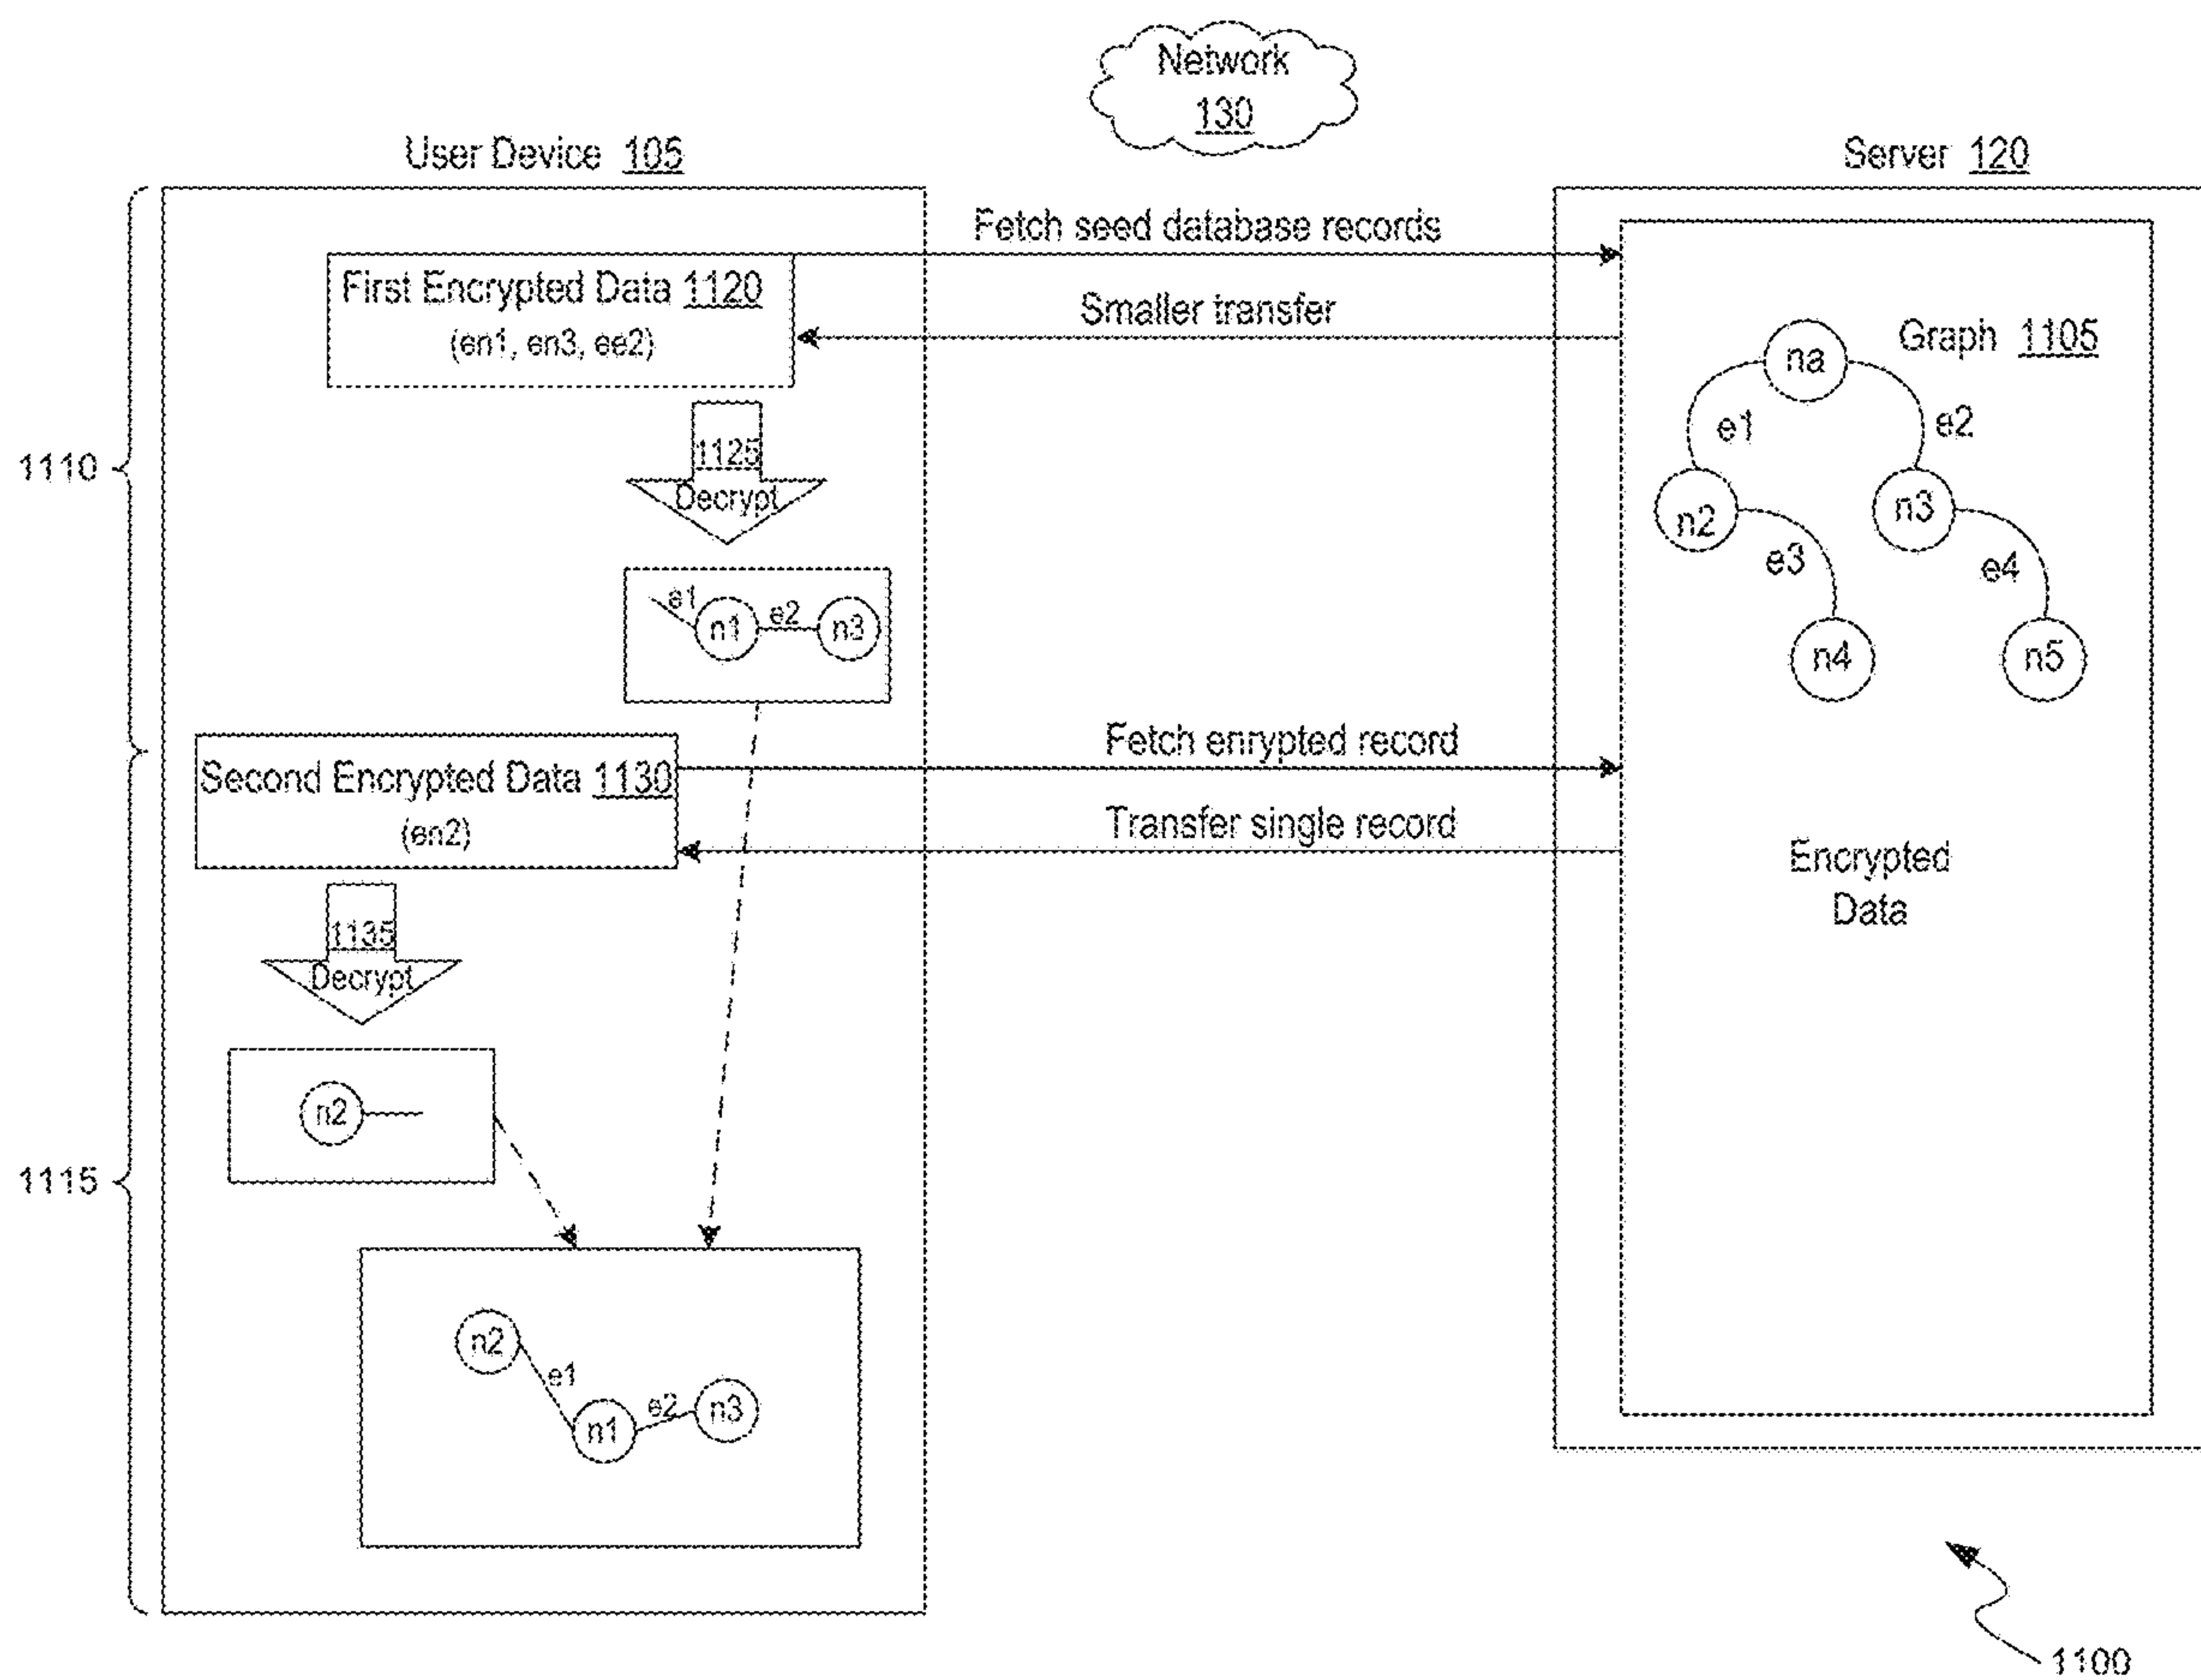 Network
130
User Device 105
Server 120
Fetch seed database records
First Encrypted Data 1120
(en1, en3, ee2)
Smaller transfer
Graph 1105
na
e1
e2
n2
n3
e3
e4
n4
n5
1110
1125
Decrypt
e1
n1
e2
n3
Fetch enrypted record
Second Encrypted Data 1130
(en2)
Transfer single record
Encrypted
Data
1135
Decrypt
n2
1115
n2
e1
n1
e2
n3
1100